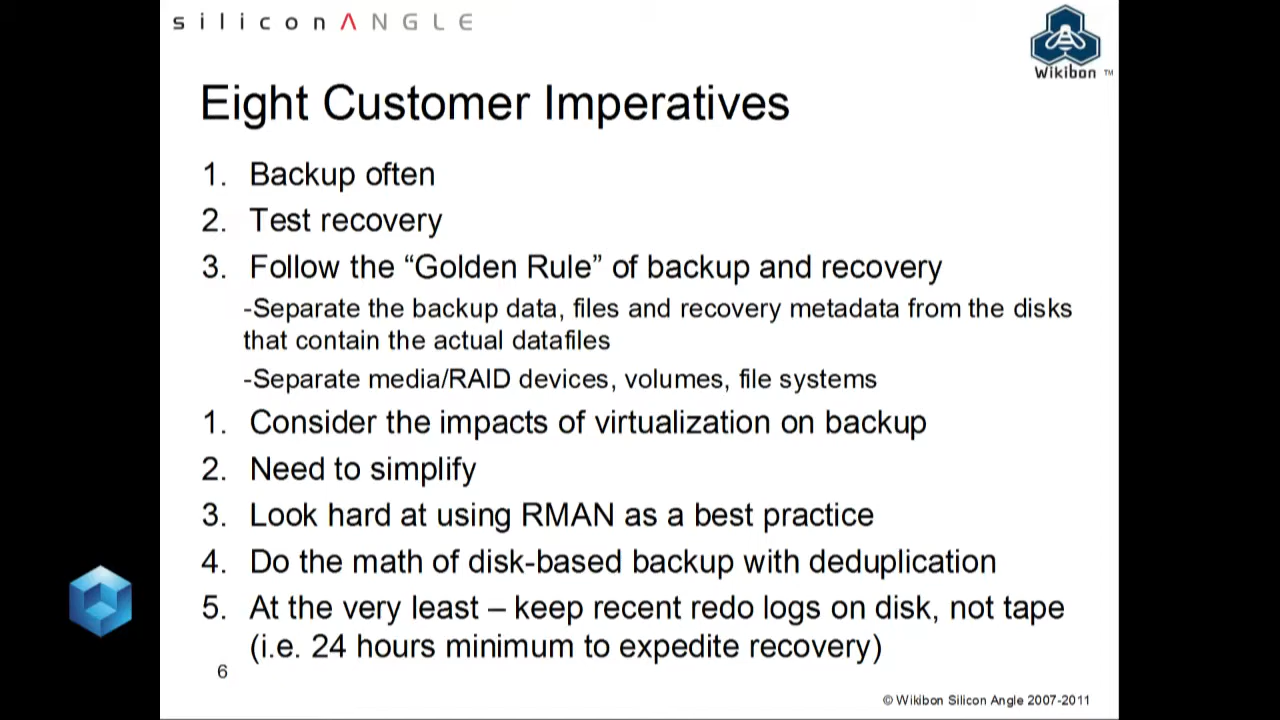 siliconANGLE
Wikibon ™
Eight Customer Imperatives
1. Backup often
2. Test recovery
3. Follow the “Golden Rule” of backup and recovery
-Separate the backup data, files and recovery metadata from the disks
that contain the actual datafiles
-Separate media/RAID devices, volumes, file systems
1. Consider the impacts of virtualization on backup
2. Need to simplify
3. Look hard at using RMAN as a best practice
4. Do the math of disk-based backup with deduplication
5. At the very least – keep recent redo logs on disk, not tape
(i.e. 24 hours minimum to expedite recovery)
6
© Wikibon Silicon Angle 2007-2011